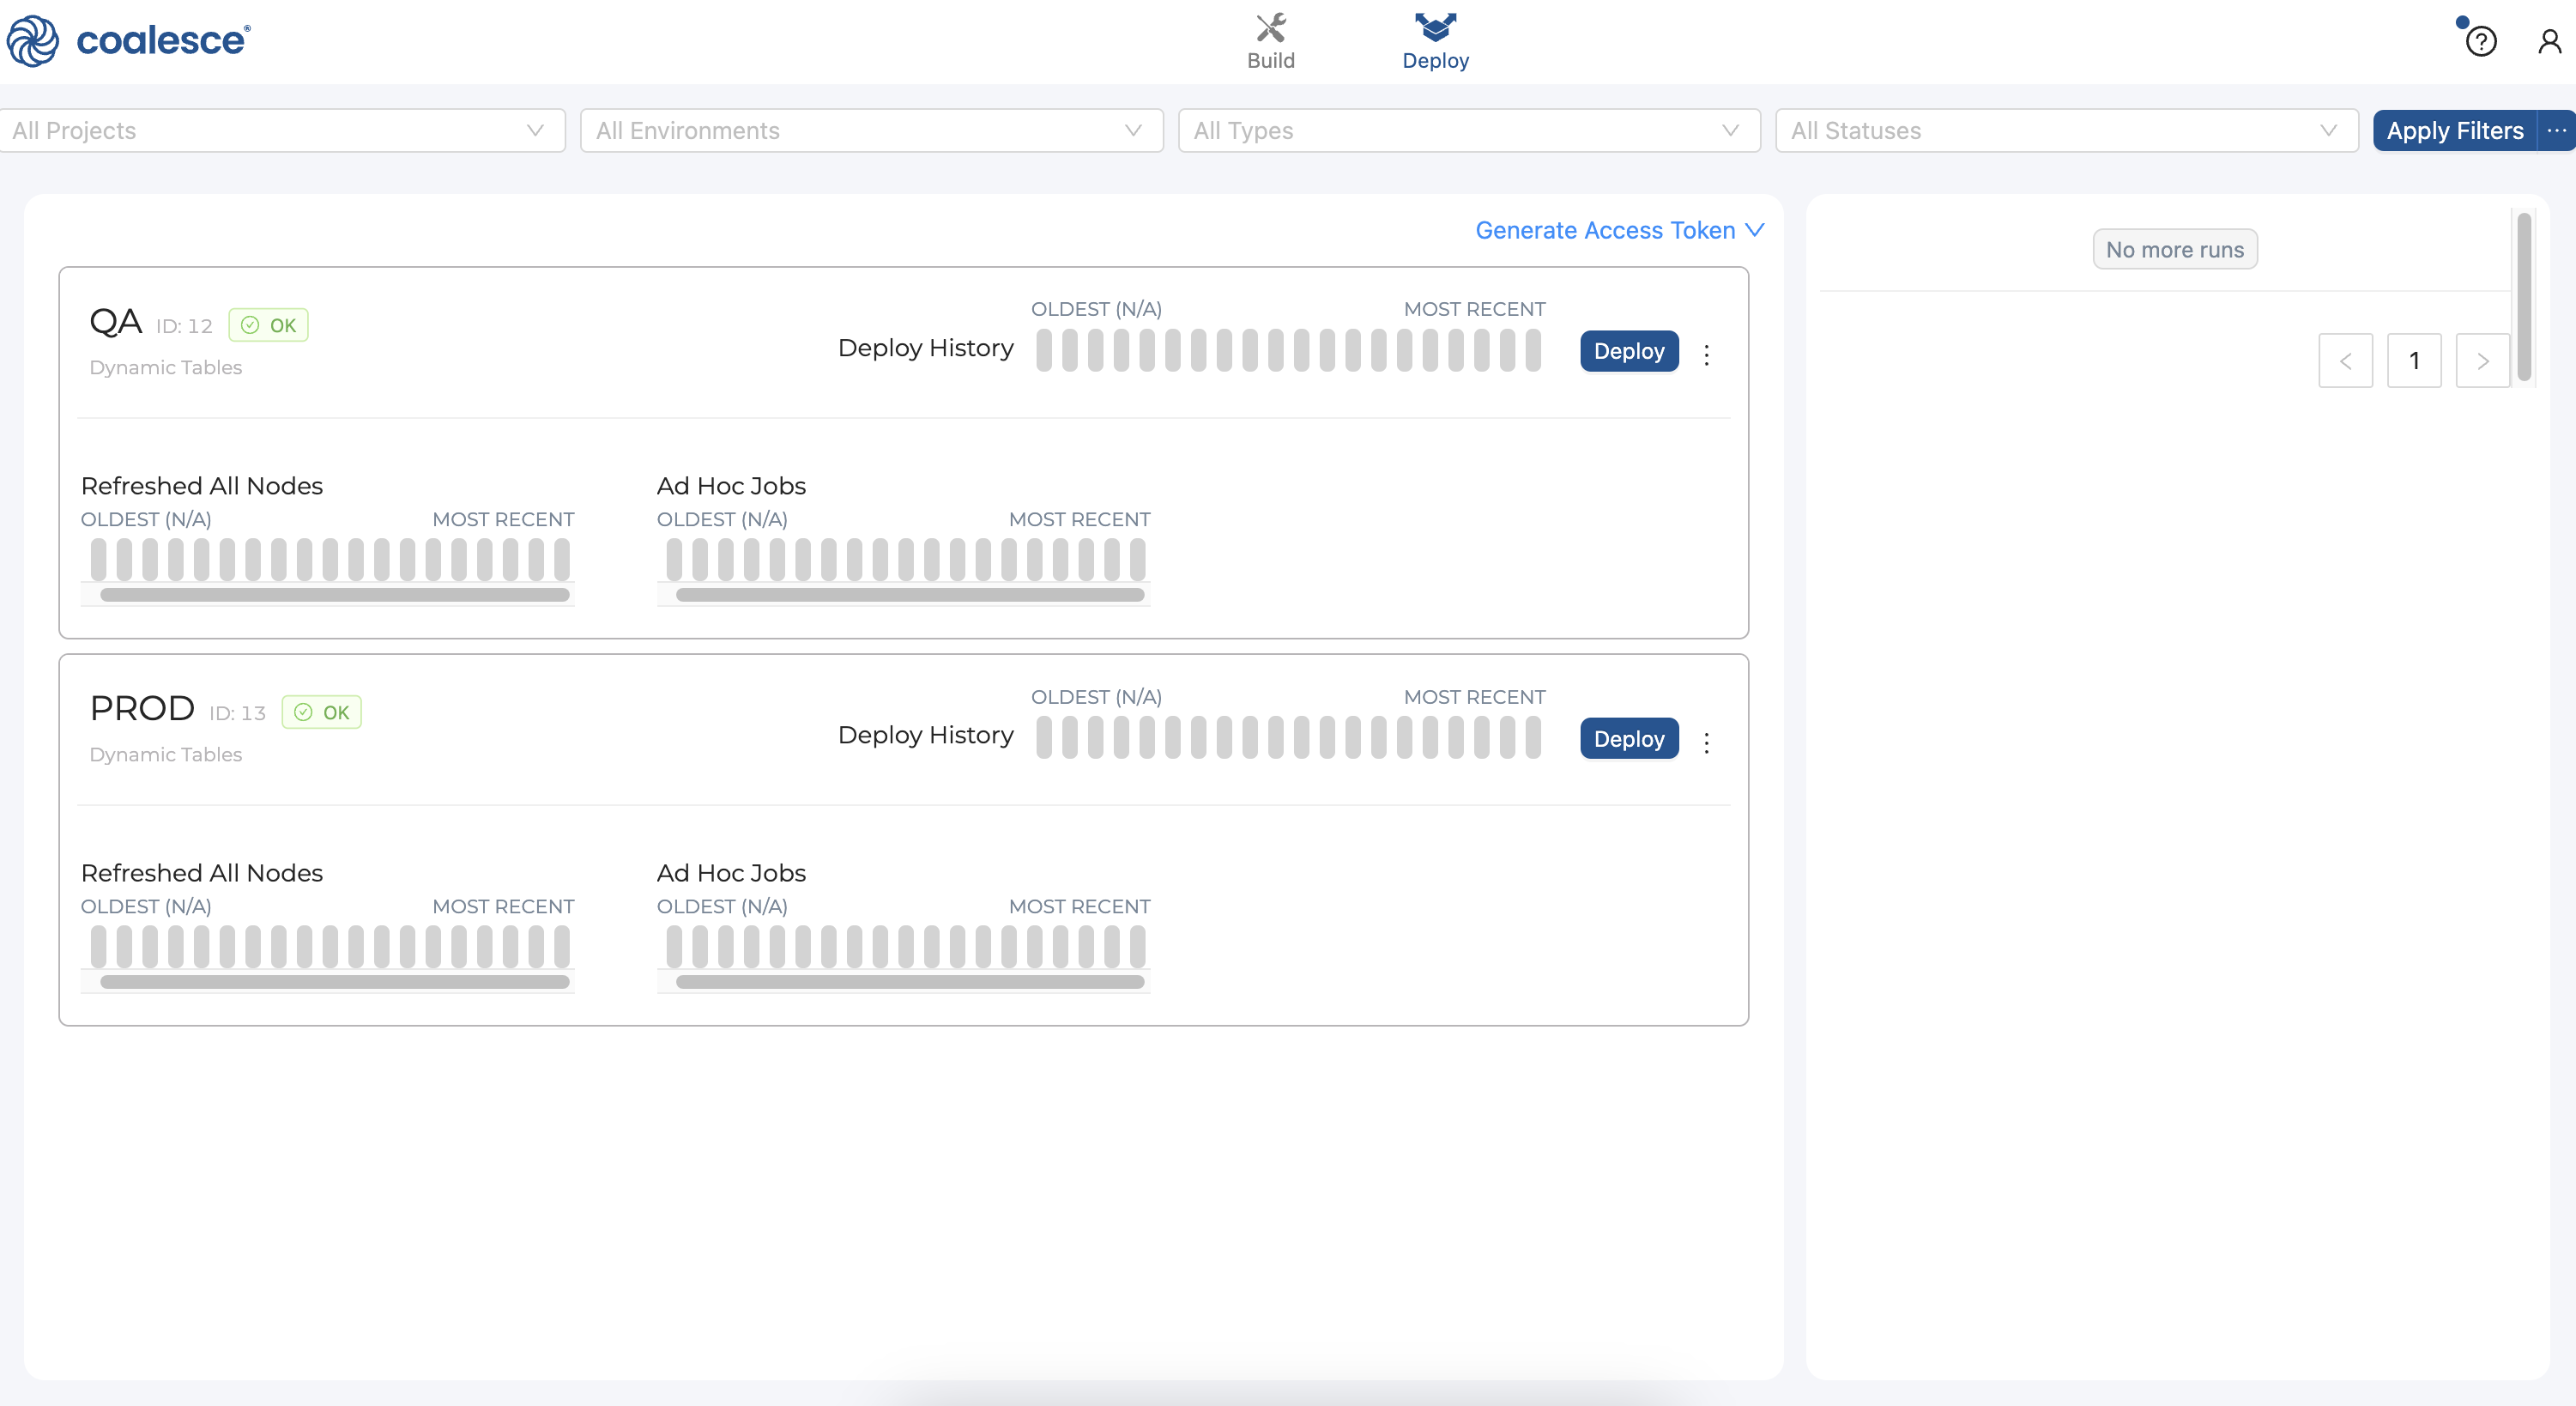 coalesce®
Build
Deploy
All Projects
All Environments
All Types
All Statuses
Apply Filters ···
Generate Access Token
QA ID: 12 OK
Dynamic Tables
Deploy History
OLDEST (N/A) MOST RECENT
Deploy
Refreshed All Nodes
OLDEST (N/A) MOST RECENT
Ad Hoc Jobs
OLDEST (N/A) MOST RECENT
PROD ID: 13 OK
Dynamic Tables
Deploy History
OLDEST (N/A) MOST RECENT
Deploy
Refreshed All Nodes
OLDEST (N/A) MOST RECENT
Ad Hoc Jobs
OLDEST (N/A) MOST RECENT
No more runs
< 1 >